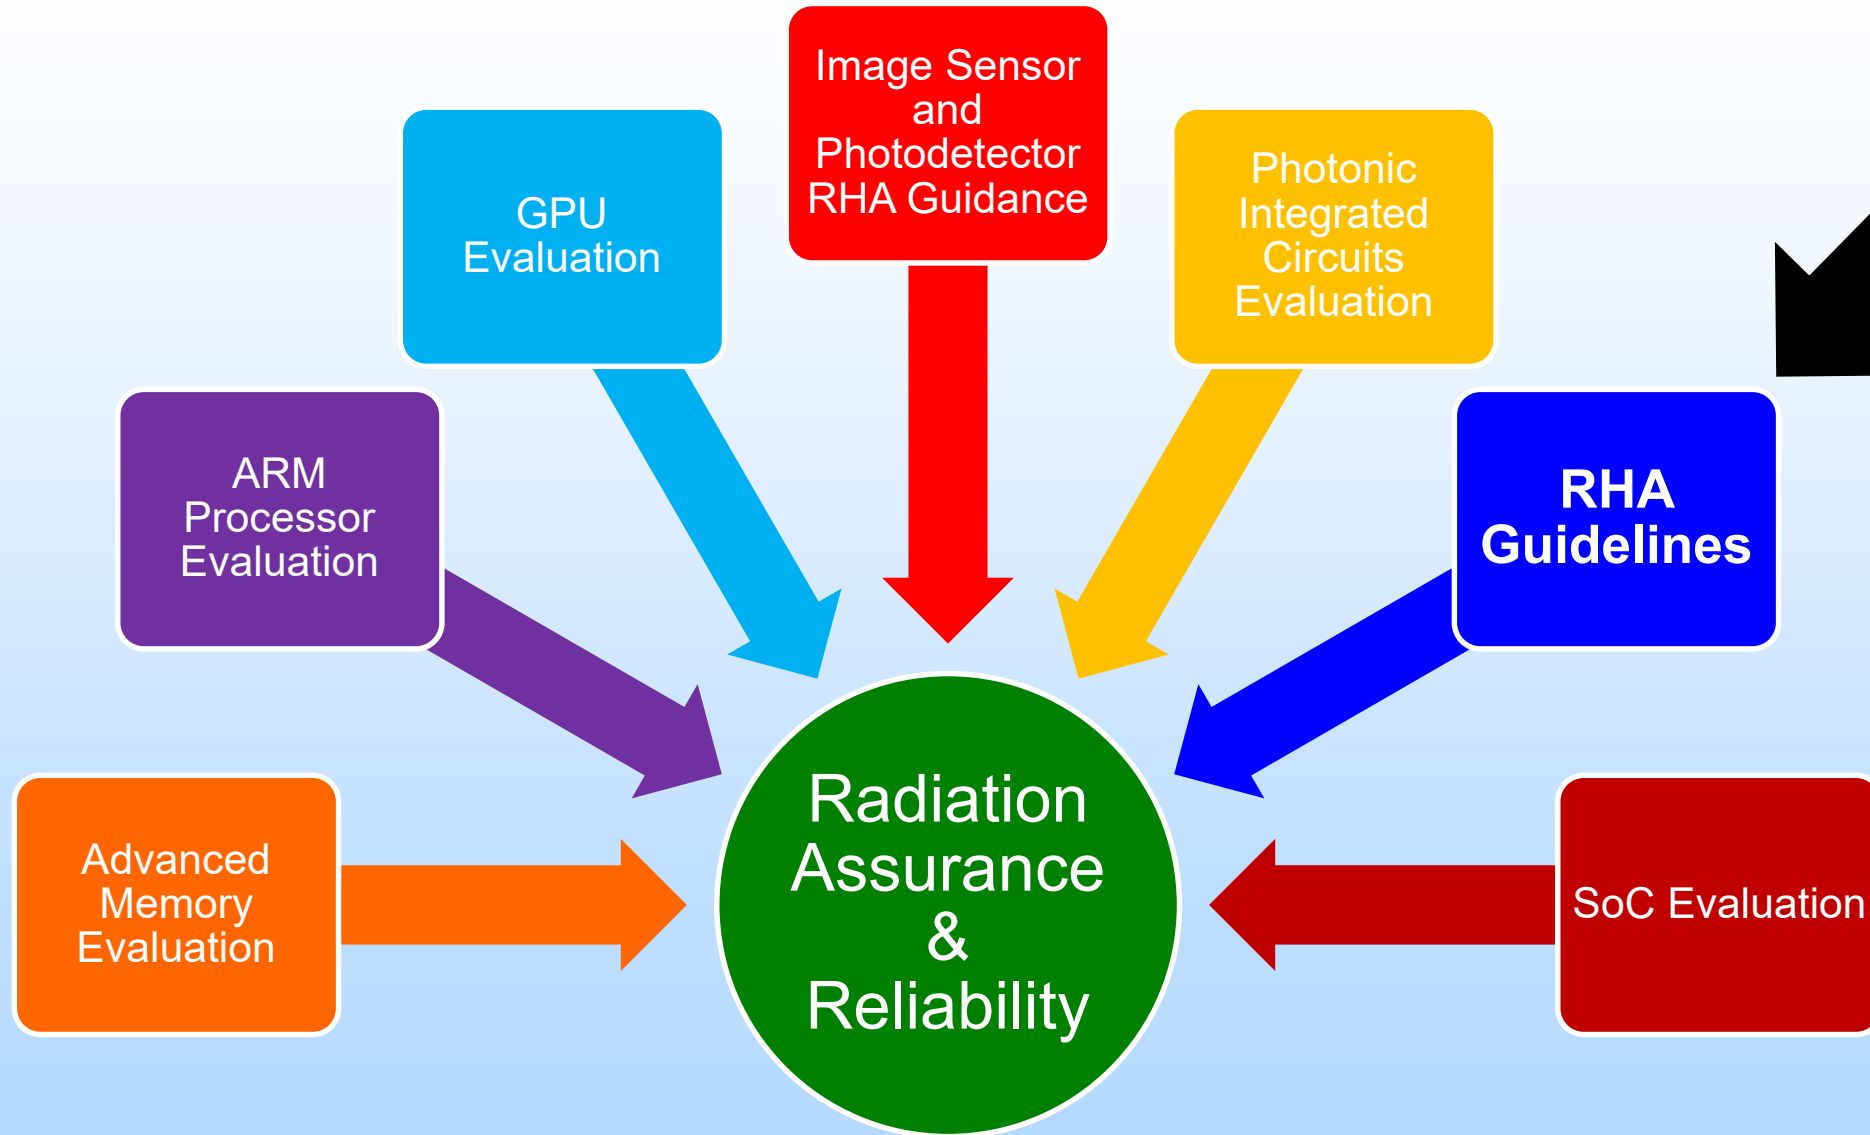 Image Sensor
and
Photodetector
RHA Guidance
GPU
Evaluation
Photonic
Integrated
Circuits
Evaluation
ARM
Processor
Evaluation
RHA
Guidelines
Advanced
Memory
Evaluation
Radiation
Assurance
&
Reliability
SoC Evaluation